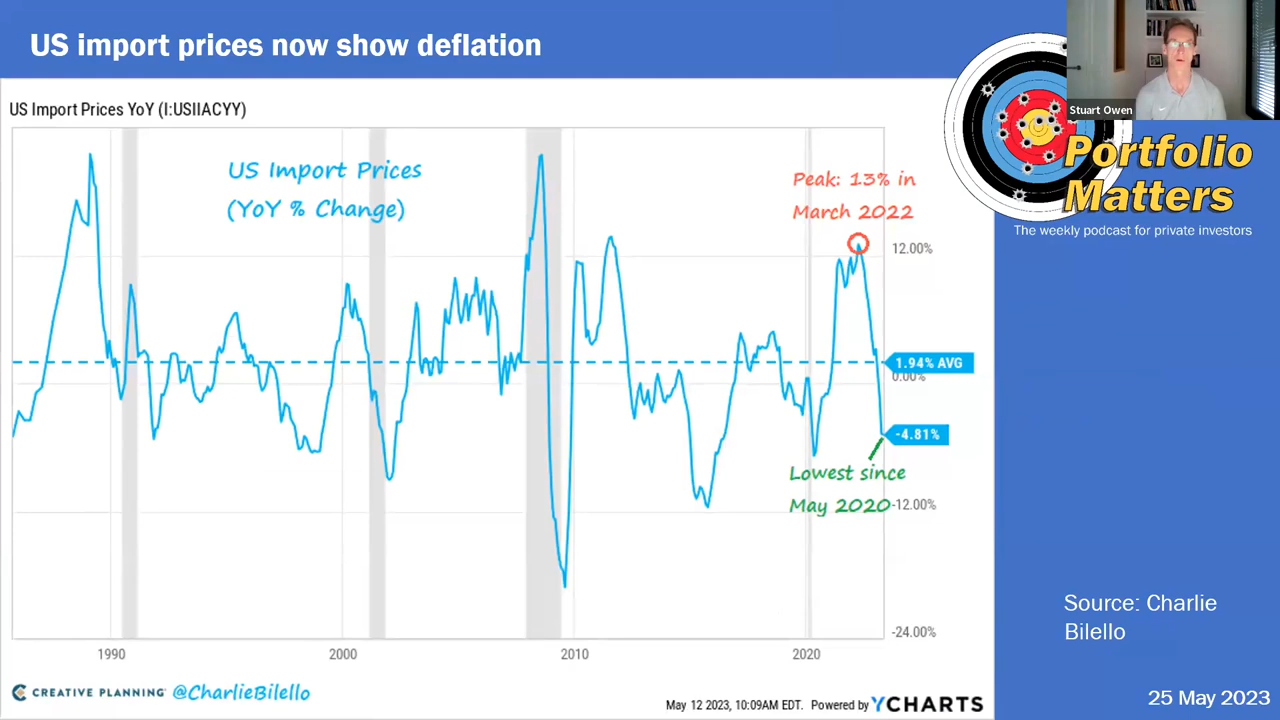 US import prices now show deflation
Stuart Owen
Portfolio
Matters
The weekly podcast for private investors
US Import Prices YoY (I:USIIACYY)
US Import Prices
(YoY % Change)
Peak: 13% in
March 2022
12.00%
1.94% AVG
0.00%
-4.81%
Lowest since
May 2020
-12.00%
-24.00%
1990
2000
2010
2020
CREATIVE PLANNING @CharlieBilello
May 12 2023, 10:09AM EDT. Powered by YCHARTS
Source: Charlie
Bilello
25 May 2023